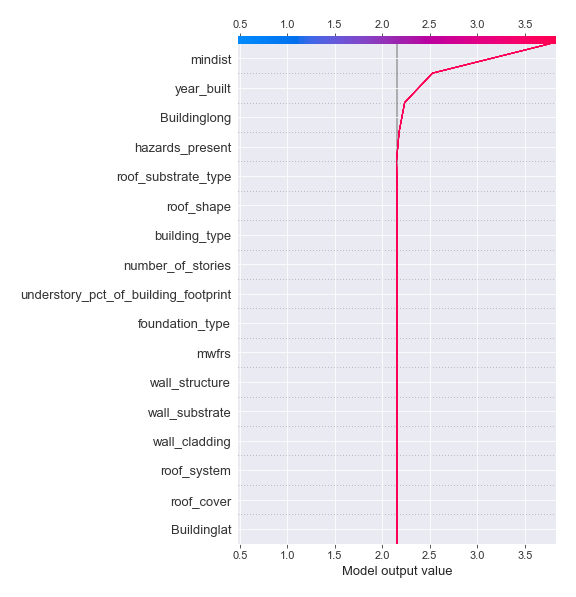 0.5 1.0 1.5 2.0 2.5 3.0 3.5
mindist
year_built
Buildinglong
hazards_present
roof_substrate_type
roof_shape
building_type
number_of_stories
understory_pct_of_building_footprint
foundation_type
mwfrs
wall_structure
wall_substrate
wall_cladding
roof_system
roof_cover
Buildinglat
0.5 1.0 1.5 2.0 2.5 3.0 3.5
Model output value